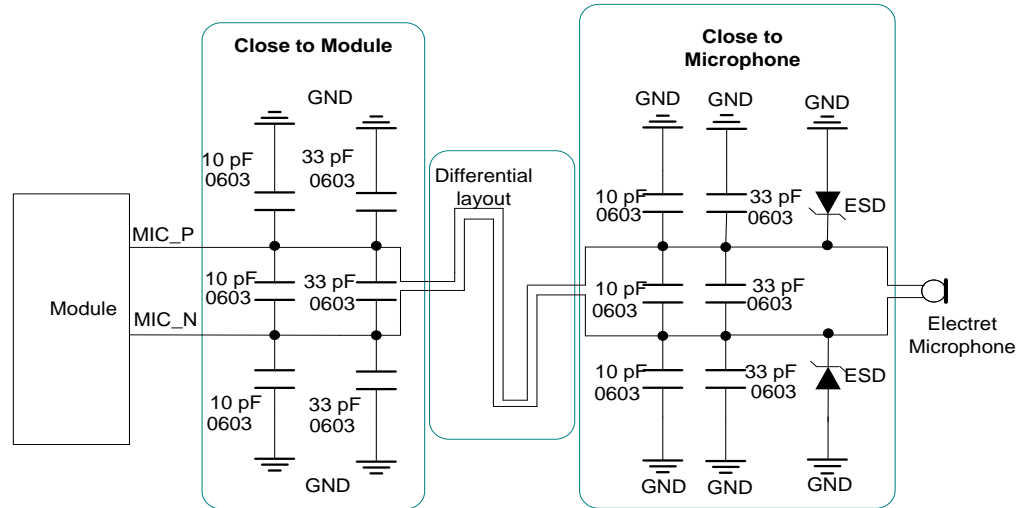 Close to Module
GND
10 pF
0603
33 pF
0603
MIC_P
10 pF
0603
33 pF
0603
Module
MIC_N
10 pF
0603
33 pF
0603
GND
Differential
layout
Close to
Microphone
GND
GND
GND
10 pF
0603
33 pF
0603
ESD
10 pF
0603
33 pF
0603
Electret
Microphone
10 pF
0603
33 pF
0603
ESD
GND
GND
GND